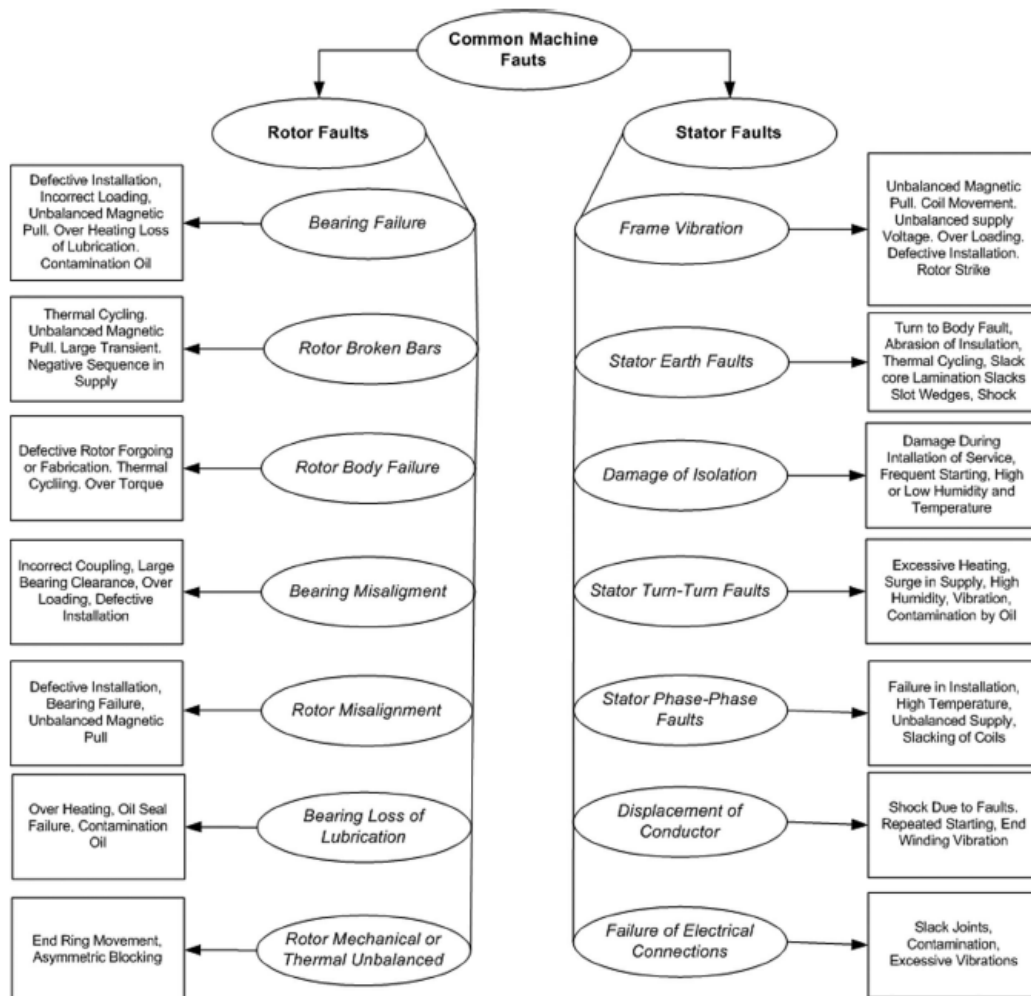 Common Machine
Fauts
Rotor Faults
Stator Faults
Defective Installation,
Incorrect Loading,
Unbalanced Magnetic
Pull. Over Heating Loss
of Lubrication.
Contamination Oil
Bearing Failure
Frame Vibration
Unbalanced Magnetic
Pull. Coil Movement.
Unbalanced supply
Voltage. Over Loading.
Defective Installation.
Rotor Strike
Thermal Cycling.
Unbalanced Magnetic
Pull. Large Transient.
Negative Sequence in
Supply
Rotor Broken Bars
Stator Earth Faults
Turn to Body Fault,
Abrasion of Insulation,
Thermal Cycling, Slack
core Lamination Slacks
Slot Wedges, Shock
Defective Rotor Forgoing
or Fabrication. Thermal
Cycliing. Over Torque
Rotor Body Failure
Damage of Isolation
Damage During
Intallation of Service,
Frequent Starting, High
or Low Humidity and
Temperature
Incorrect Coupling, Large
Bearing Clearance, Over
Loading, Defective
Installation
Bearing Misaligment
Stator Turn-Turn Faults
Excessive Heating,
Surge in Supply, High
Humidity, Vibration,
Contamination by Oil
Defective Installation,
Bearing Failure,
Unbalanced Magnetic
Pull
Rotor Misalignment
Stator Phase-Phase
Faults
Failure in Installation,
High Temperature,
Unbalanced Supply,
Slacking of Coils
Over Heating, Oil Seal
Failure, Contamination
Oil
Bearing Loss of
Lubrication
Displacement of
Conductor
Shock Due to Faults.
Repeated Starting, End
Winding Vibration
End Ring Movement,
Asymmetric Blocking
Rotor Mechanical or
Thermal Unbalanced
Failure of Electrical
Connections
Slack Joints,
Contamination,
Excessive Vibrations